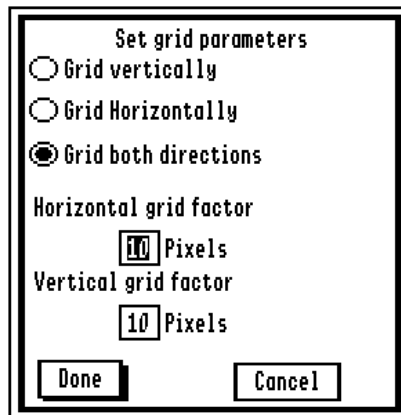 Set grid parameters
Grid vertically
Grid Horizontally
Grid both directions
Horizontal grid factor
10 Pixels
Vertical grid factor
10 Pixels
Done Cancel